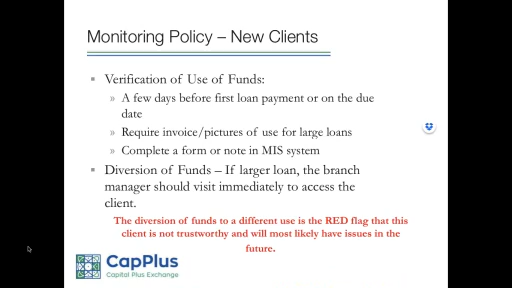 Monitoring Policy – New Clients
▪ Verification of Use of Funds:
» A few days before first loan payment or on the due
date
» Require invoice/pictures of use for large loans
» Complete a form or note in MIS system
▪ Diversion of Funds – If larger loan, the branch
manager should visit immediately to access the
client.
The diversion of funds to a different use is the RED flag that this
client is not trustworthy and will most likely have issues in the
future.
CapPlus
Capital Plus Exchange